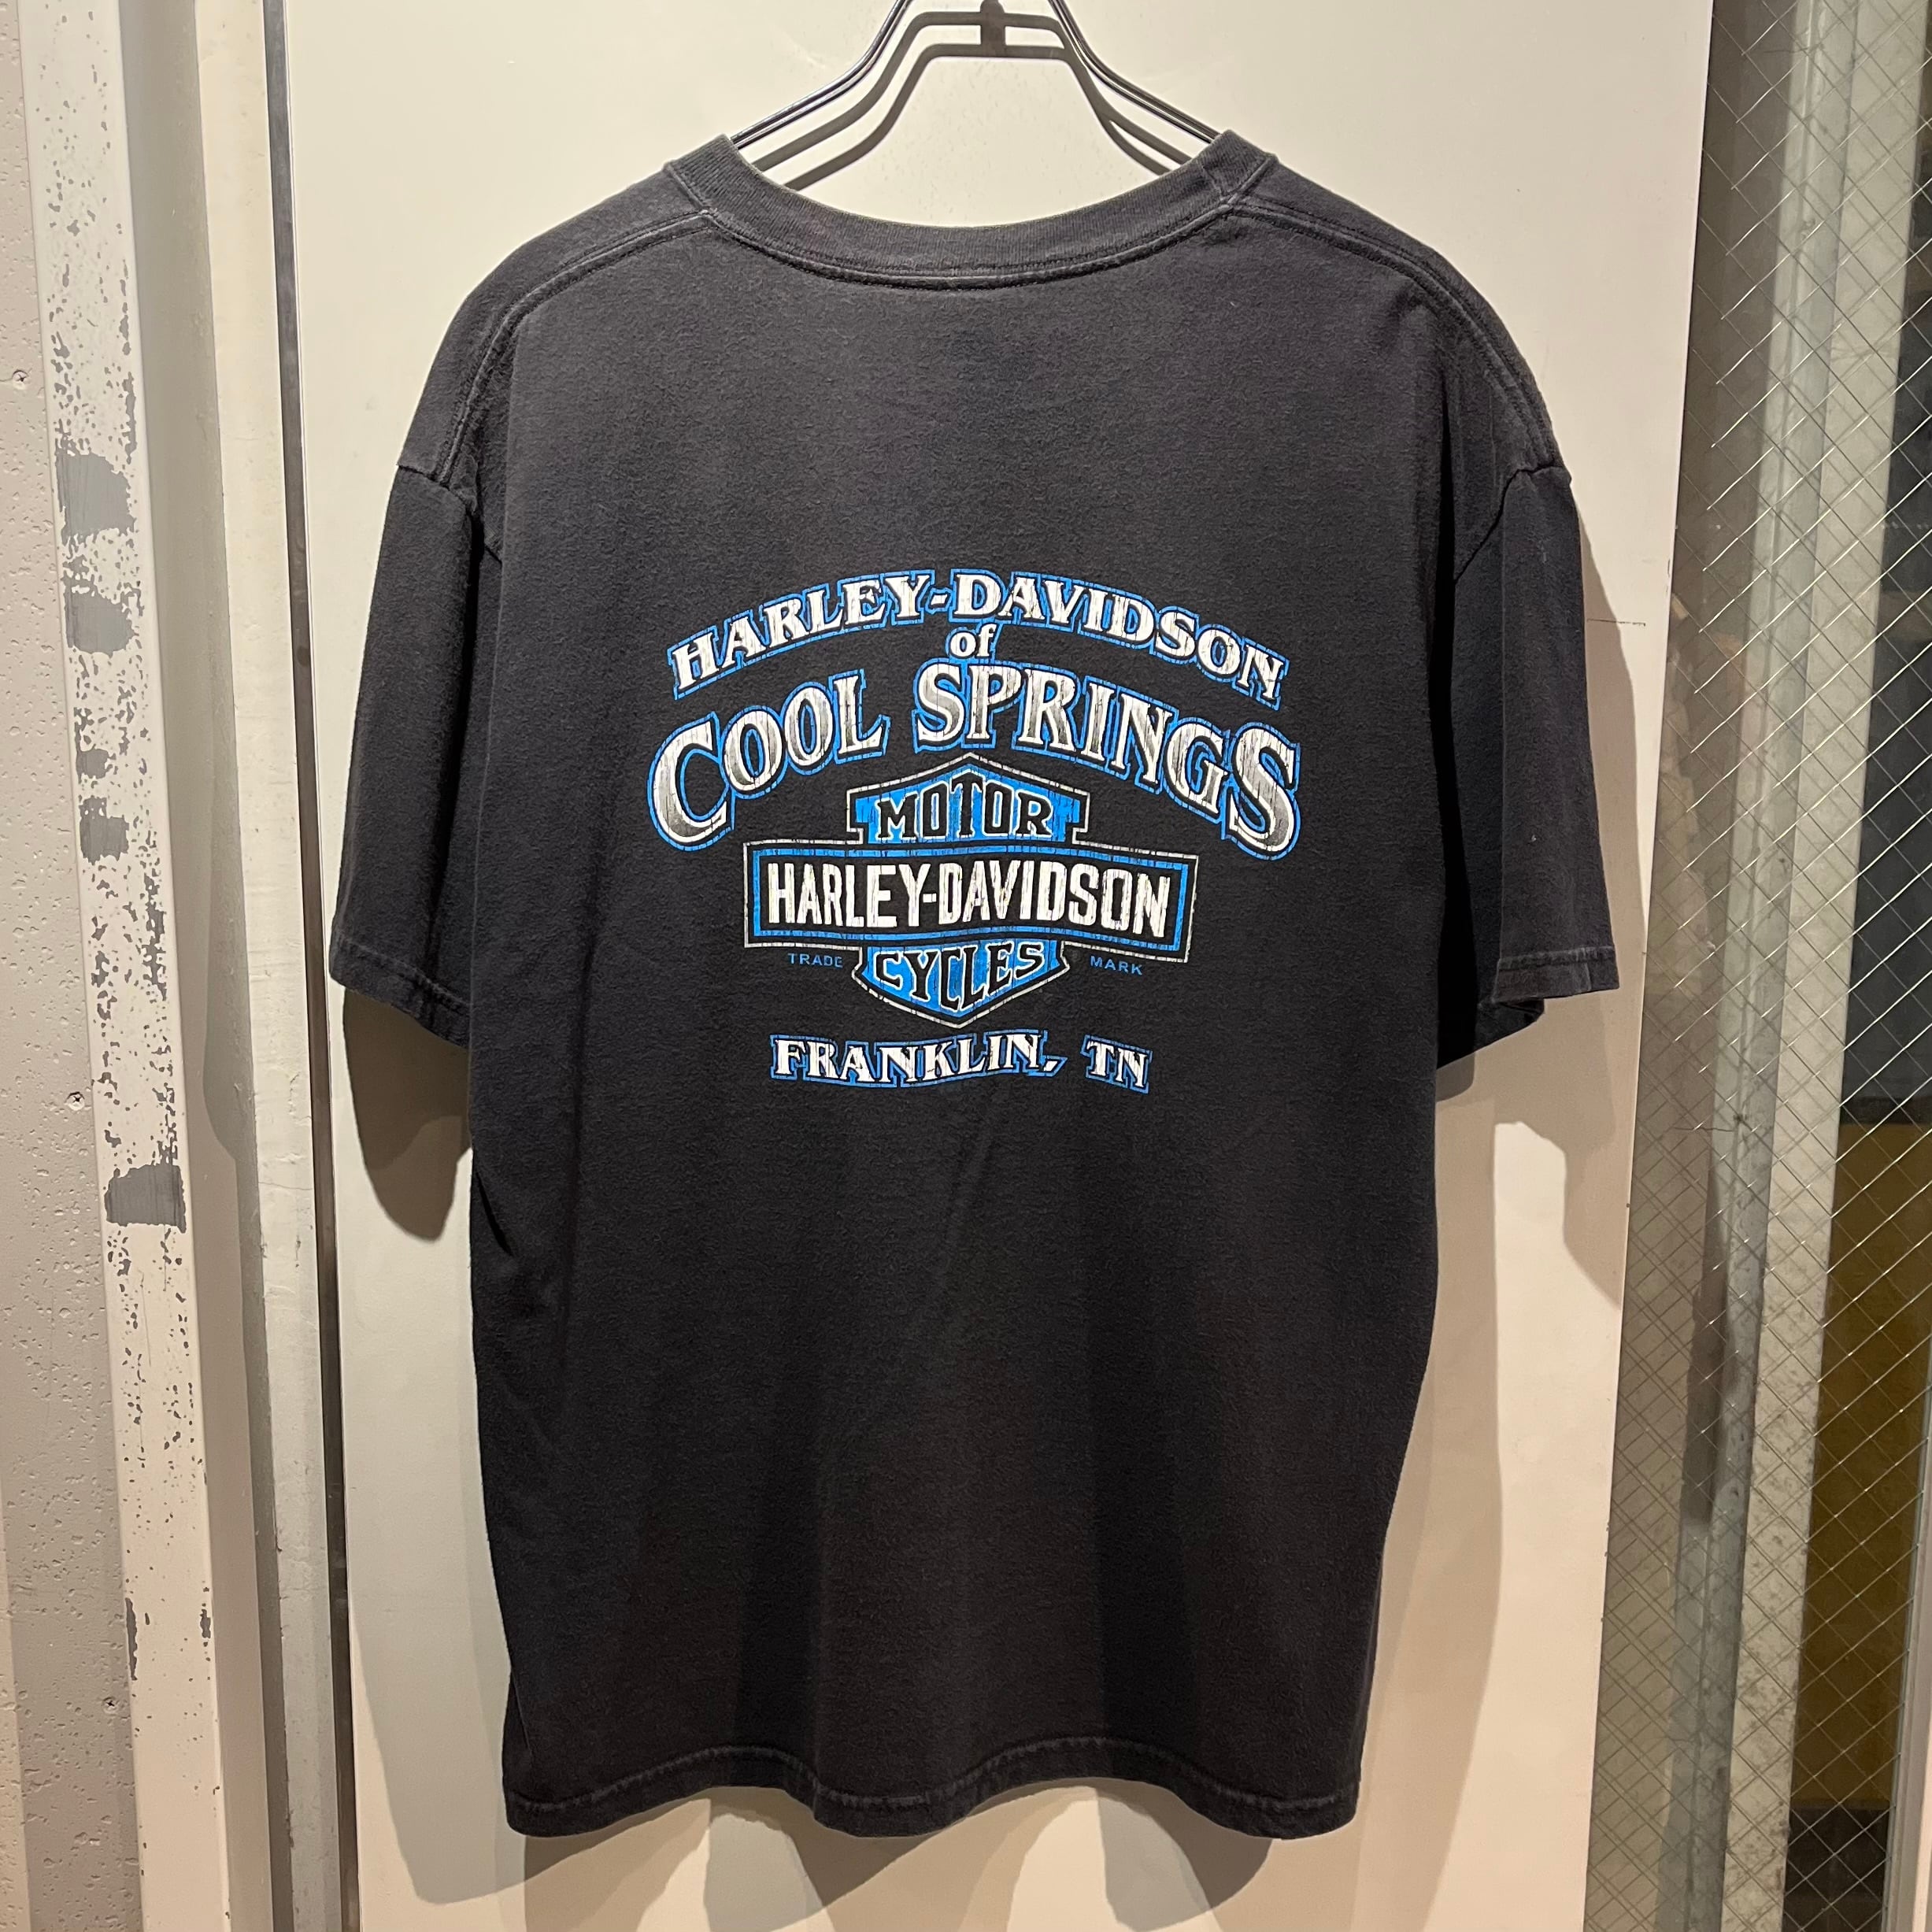 HARLEY-DAVIDSON
of
COOL SPRINGS
MOTOR
HARLEY-DAVIDSON
TRADE CYCLES MARK
FRANKLIN, TN